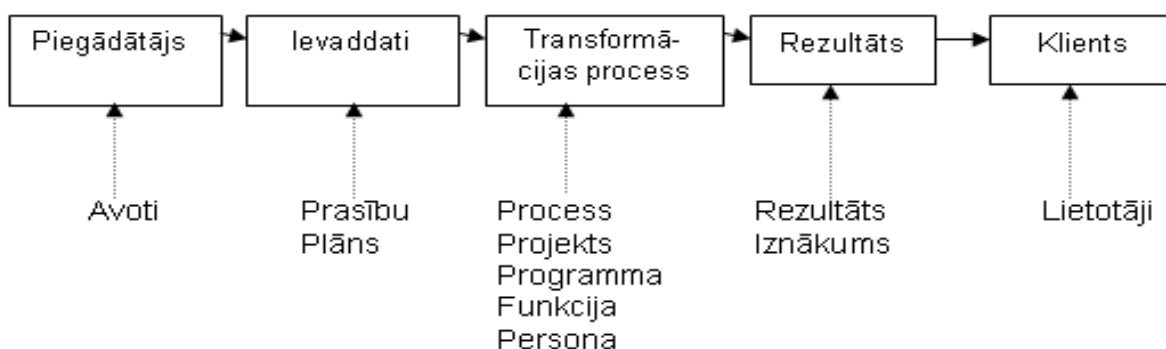 Piegādātājs
Ievaddati
Transformā-
cijas process
Rezultāts
Klients
Avoti
Prasību
Plāns
Process
Projekts
Programma
Funkcija
Persona
Rezultāts
Iznākums
Lietotāji